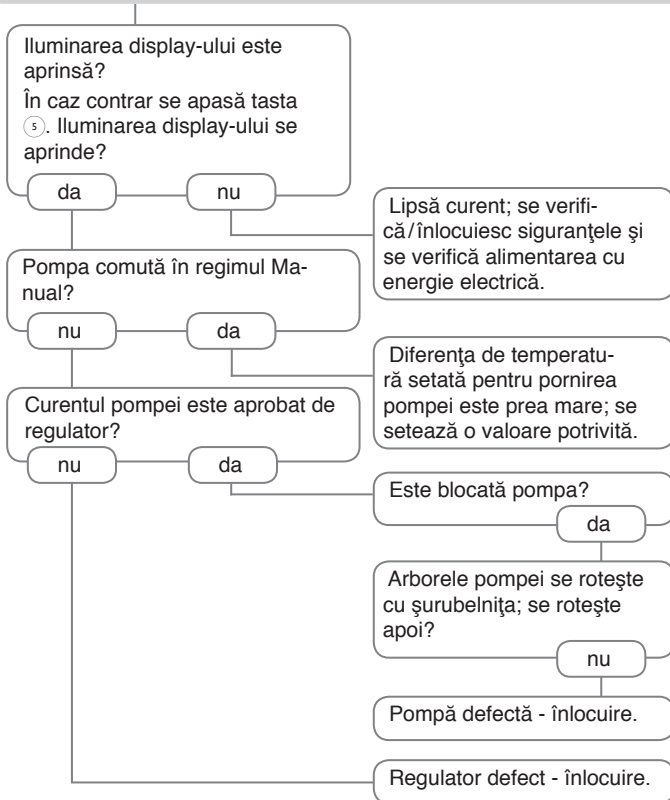 Iluminarea display-ului este
aprinsă?
În caz contrar se apasă tasta
5. Iluminarea display-ului se
aprinde?
da
nu
Lipsă curent; se verifi-
că/înlocuiesc siguranţele şi
se verifică alimentarea cu
energie electrică.
Pompa comută în regimul Ma-
nual?
nu
da
Diferenţa de temperatu-
ră setată pentru pornirea
pompei este prea mare; se
setează o valoare potrivită.
Curentul pompei este aprobat de
regulator?
nu
da
Este blocată pompa?
da
Arborele pompei se roteşte
cu şurubelniţa; se roteşte
apoi?
nu
Pompă defectă - înlocuire.
Regulator defect - înlocuire.